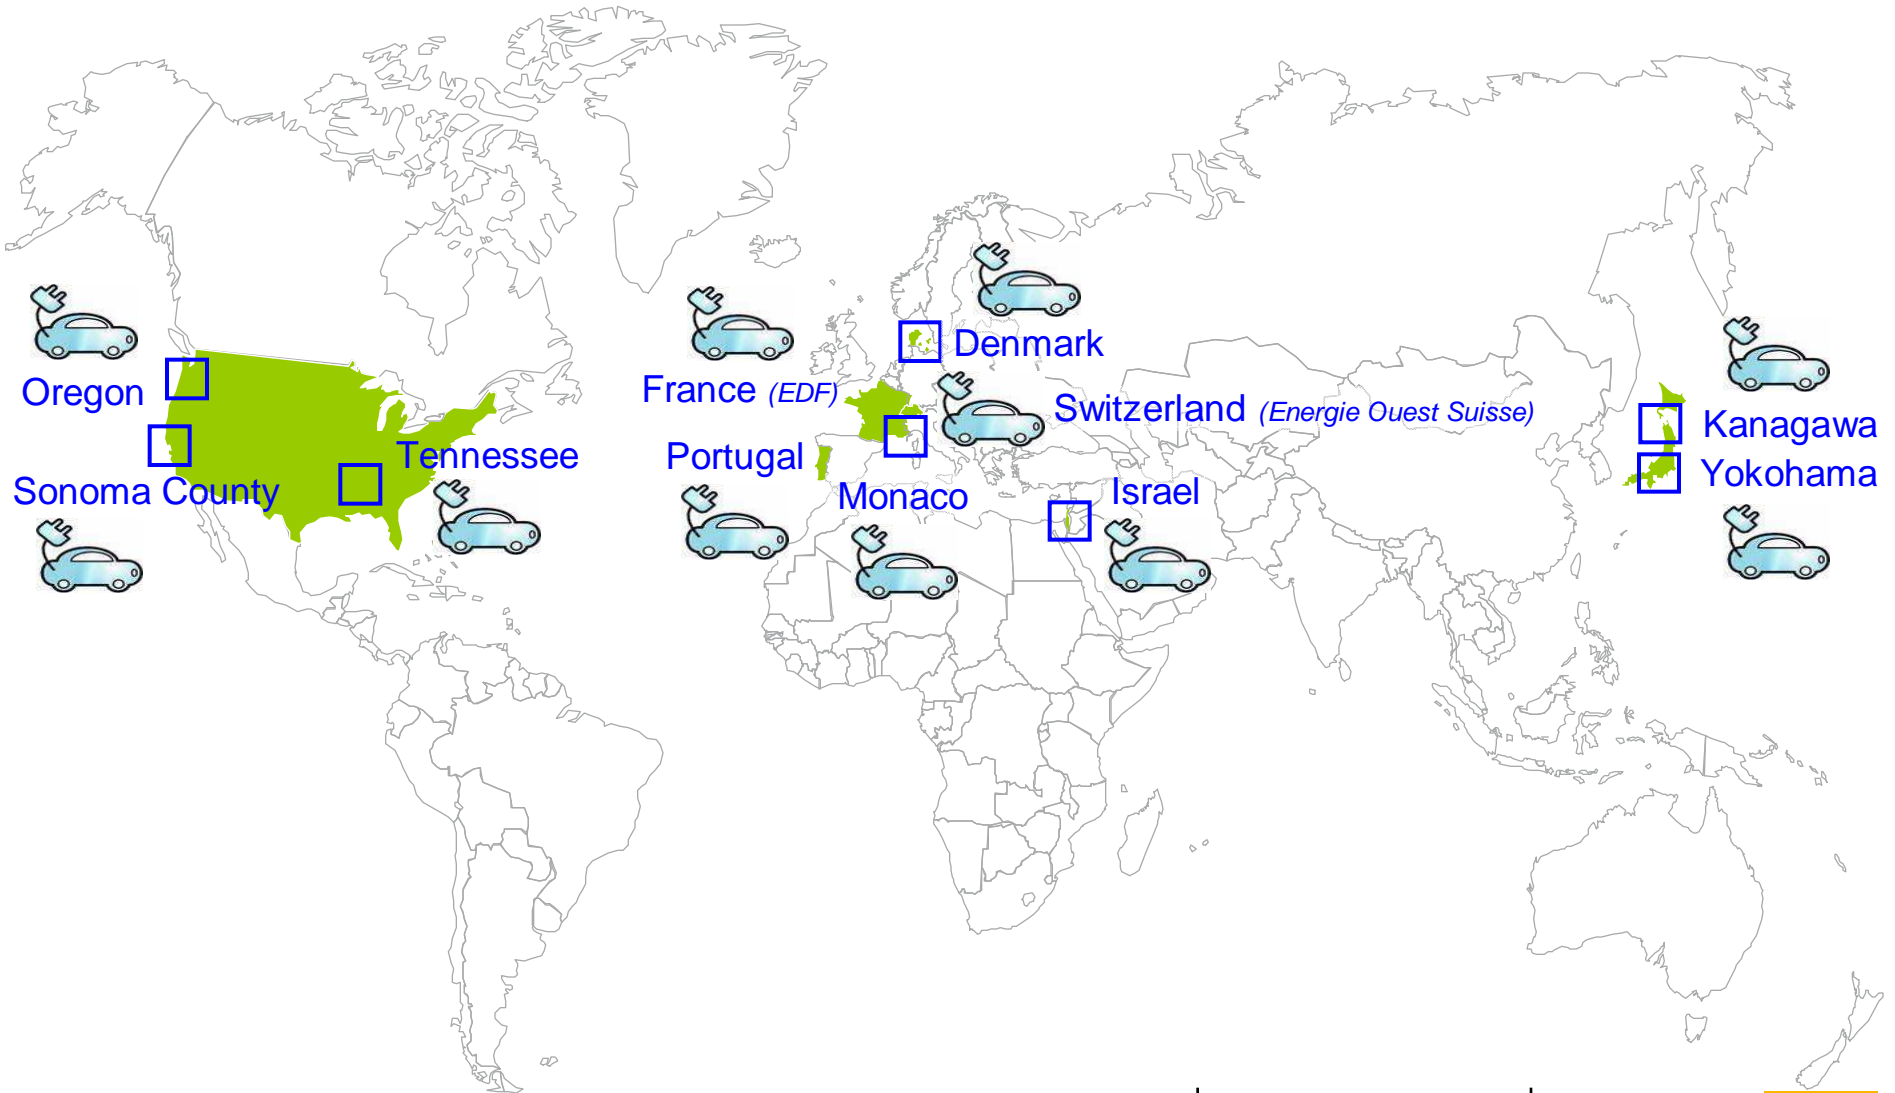 Oregon
Sonoma County
Tennessee
France (EDF)
Portugal
Monaco
Denmark
Switzerland (Energie Ouest Suisse)
Israel
Kanagawa
Yokohama